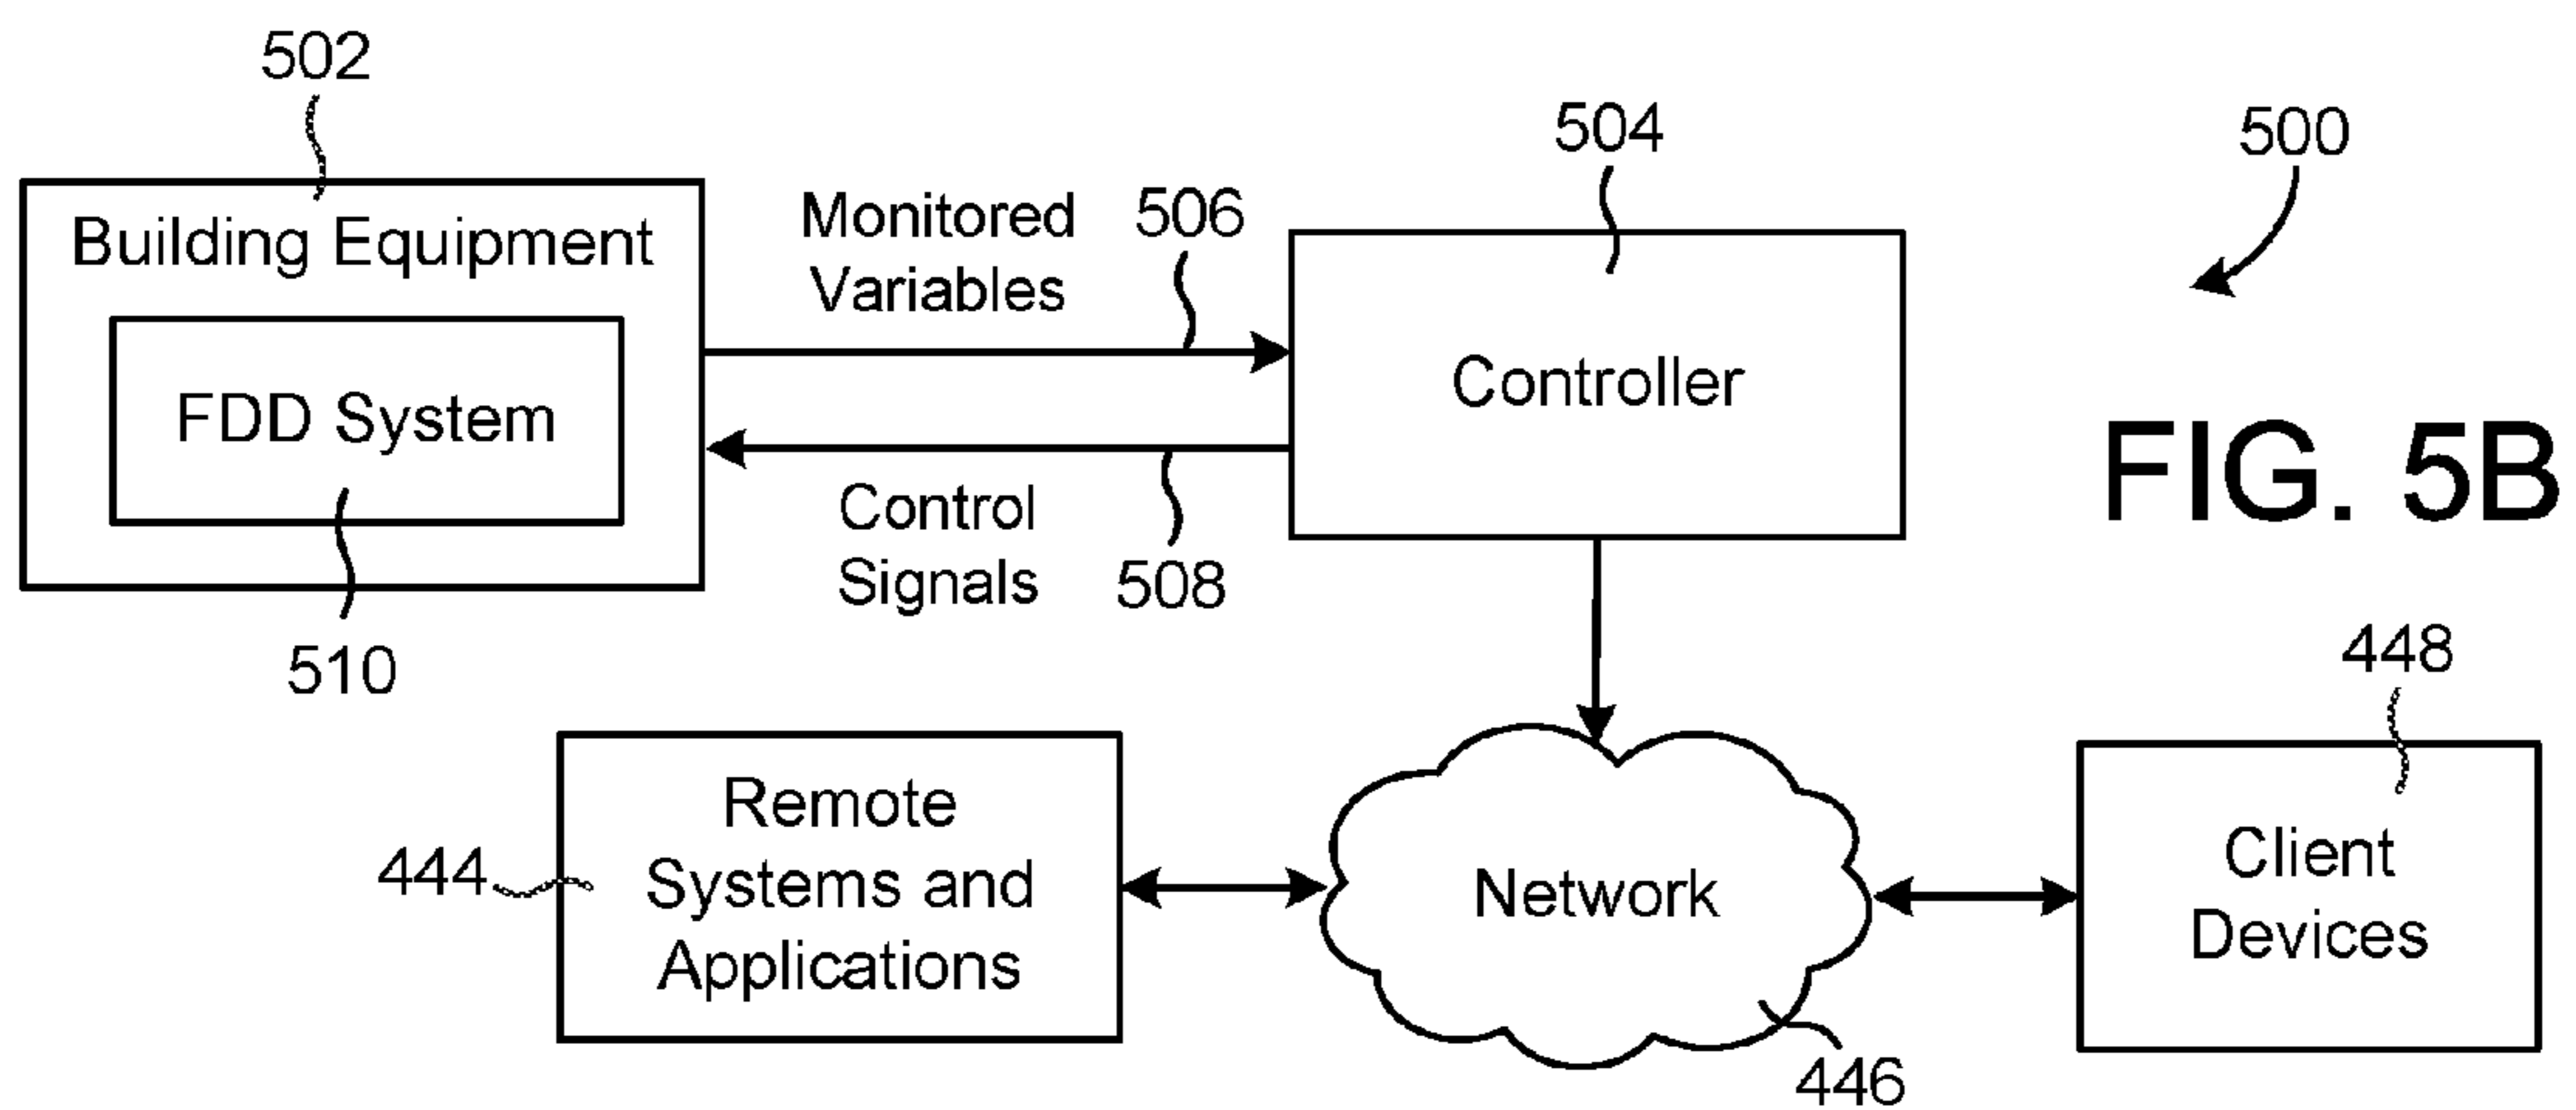 502
504
500
Building Equipment
Monitored
Variables
506
FDD System
Controller
Control
Signals
508
510
FIG. 5B
448
Remote
Systems and
Applications
444
Network
446
Client
Devices